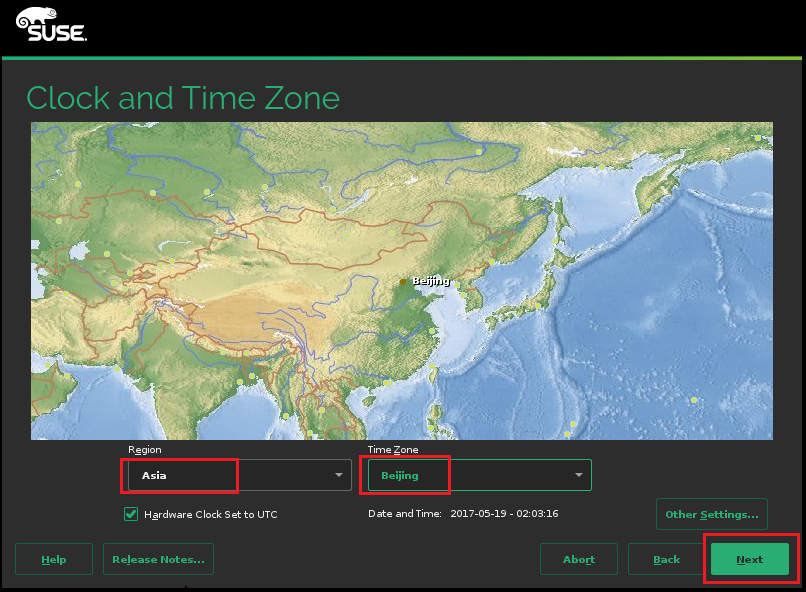 SUSE.
Clock and Time Zone
Beijing
Region
Time Zone
Asia
Beijing
Hardware Clock Set to UTC
Date and Time: 2017-05-19 - 02:03:16
Other Settings...
Help
Release Notes...
Abort
Back
Next